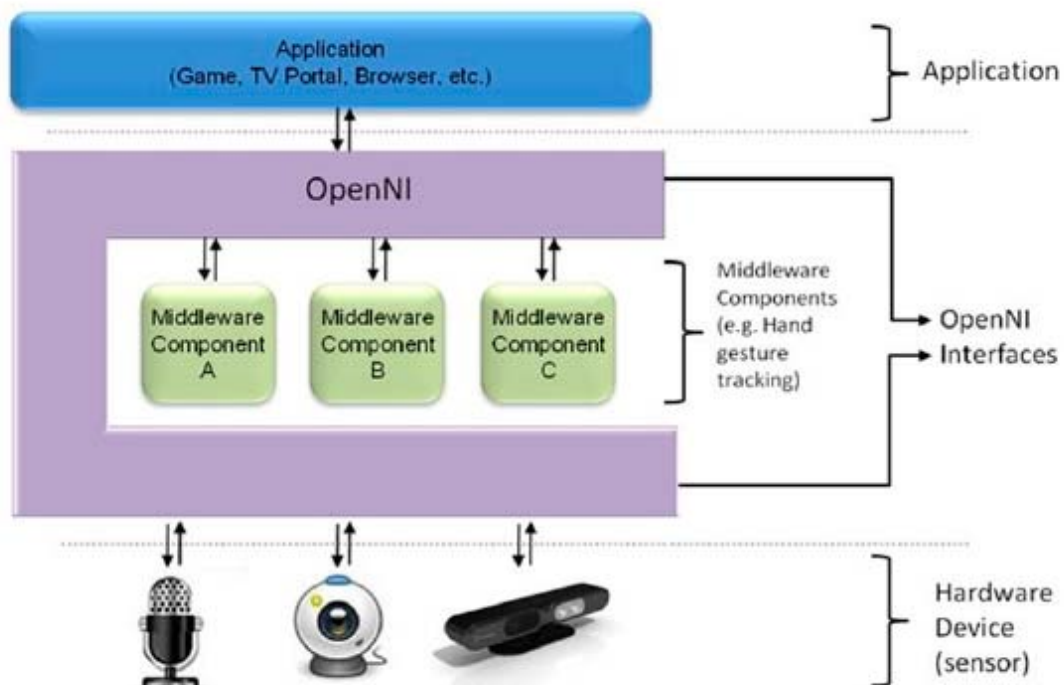 Application
(Game, TV Portal, Browser, etc.)
Application
OpenNI
Middleware
Component
A
Middleware
Component
B
Middleware
Component
C
Middleware
Components
(e.g. Hand
gesture
tracking)
OpenNI
Interfaces
Hardware
Device
(sensor)